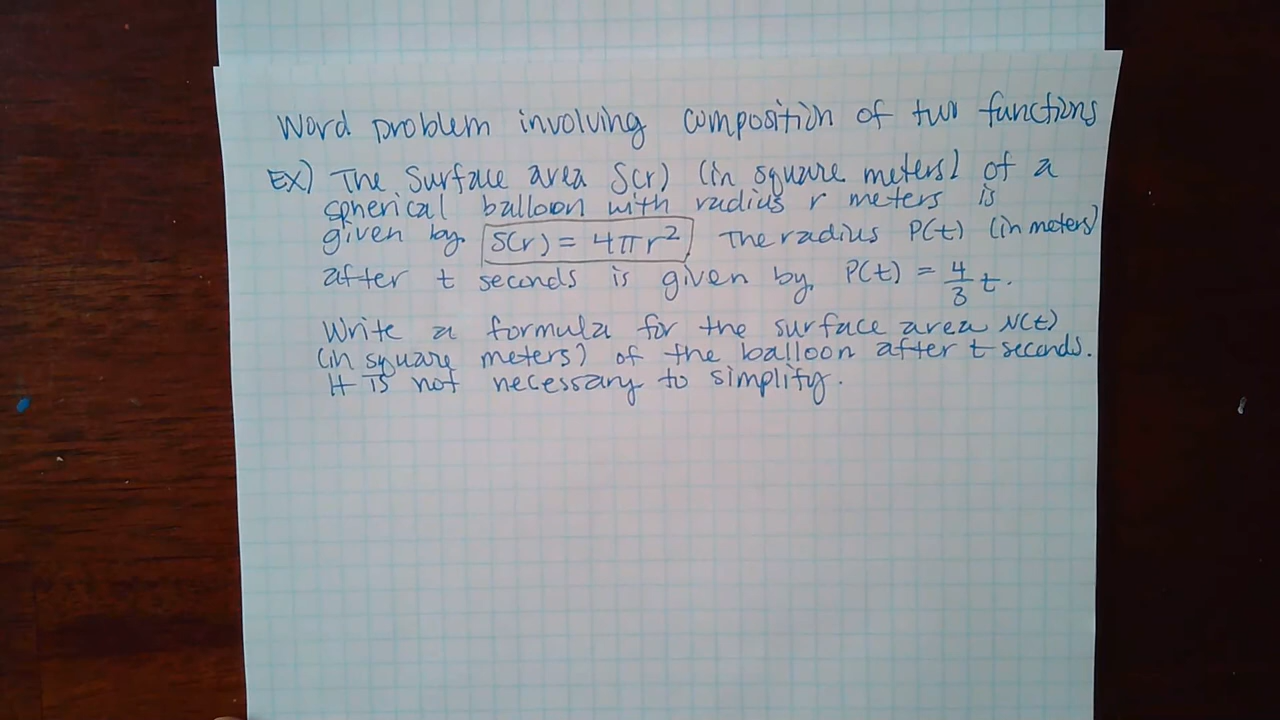 Word problem involving composition of two functions
EX) The Surface area S(r) (in square meters) of a
spherical balloon with radius r meters is
given by S(r) = 4πr² The radius P(t) (in meters)
after t seconds is given by, P(t) = 4/3 t.
Write a formula for the surface area N(t)
(in square meters) of the balloon after t seconds.
It is not necessary to simplify.